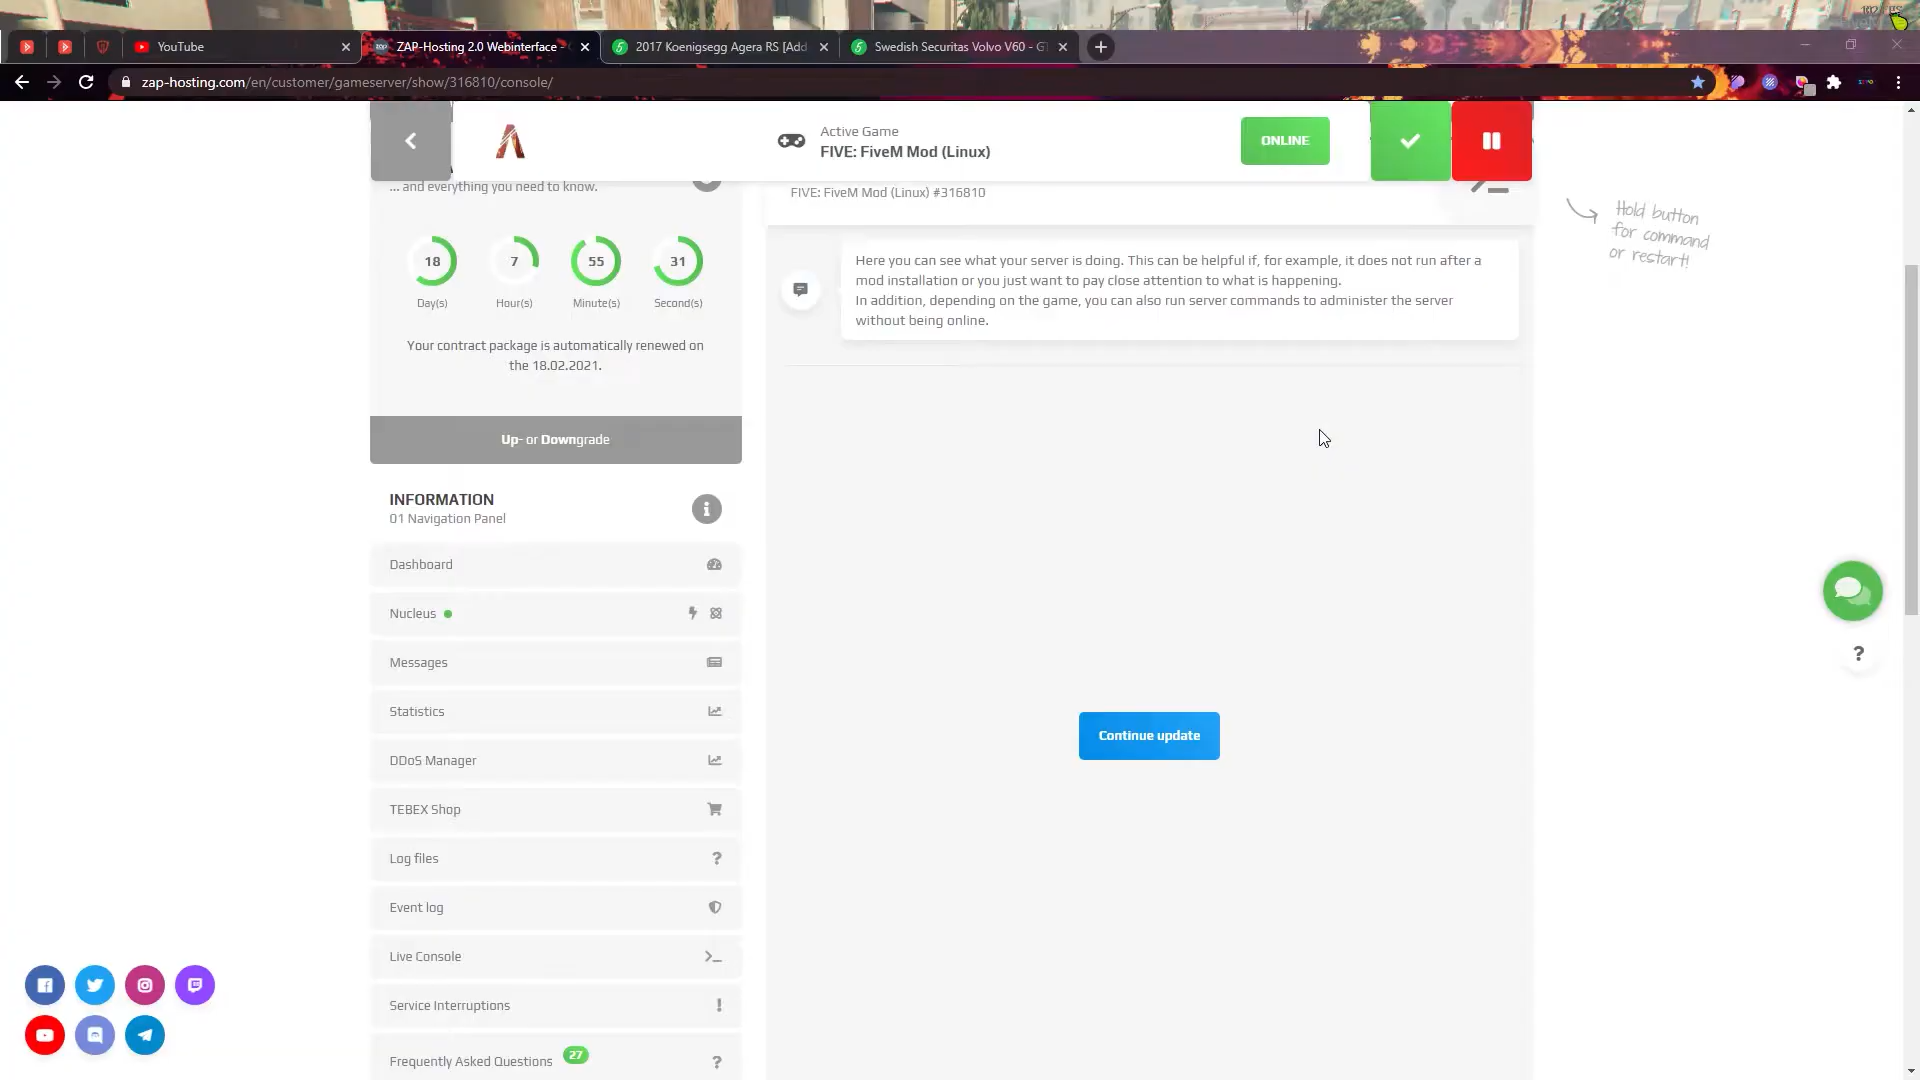 YouTube
ZAP-Hosting 2.0 Webinterface -
2017 Koenigsegg Agera RS [Add
Swedish Securitas Volvo V60 - G
zap-hosting.com/en/customer/gameserver/show/316810/console/
Active Game
FIVE: FiveM Mod (Linux)
ONLINE
... and everything you need to know.
FIVE: FiveM Mod (Linux) #316810
Hold button
for command
or restart!
18
7
55
31
Day(s)
Hour(s)
Minute(s)
Second(s)
Your contract package is automatically renewed on
the 18.02.2021.
Up- or Downgrade
Here you can see what your server is doing. This can be helpful if, for example, it does not run after a
mod installation or you just want to pay close attention to what is happening.
In addition, depending on the game, you can also run server commands to administer the server
without being online.
INFORMATION
01 Navigation Panel
Dashboard
Nucleus
Messages
Statistics
DDoS Manager
TEBEX Shop
Log files
Event log
Live Console
Service Interruptions
Frequently Asked Questions 27
Continue update